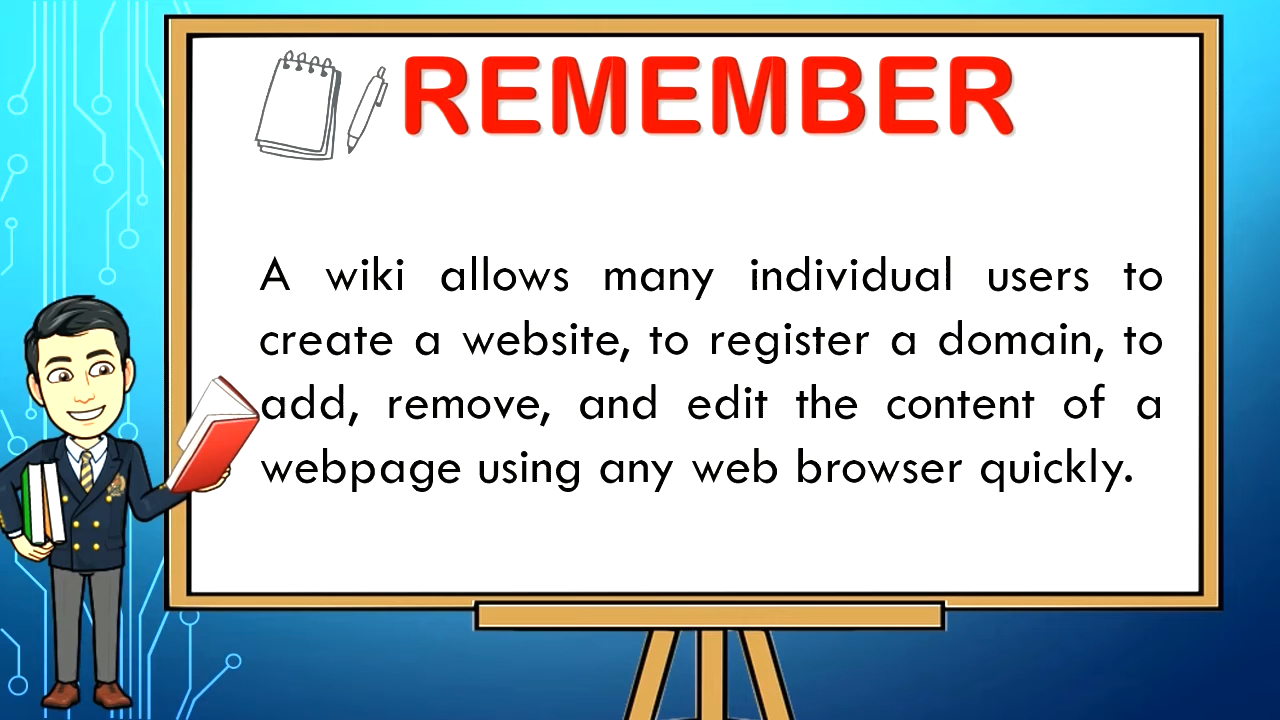 REMEMBER
A wiki allows many individual users to
create a website, to register a domain, to
add, remove, and edit the content of a
webpage using any web browser quickly.